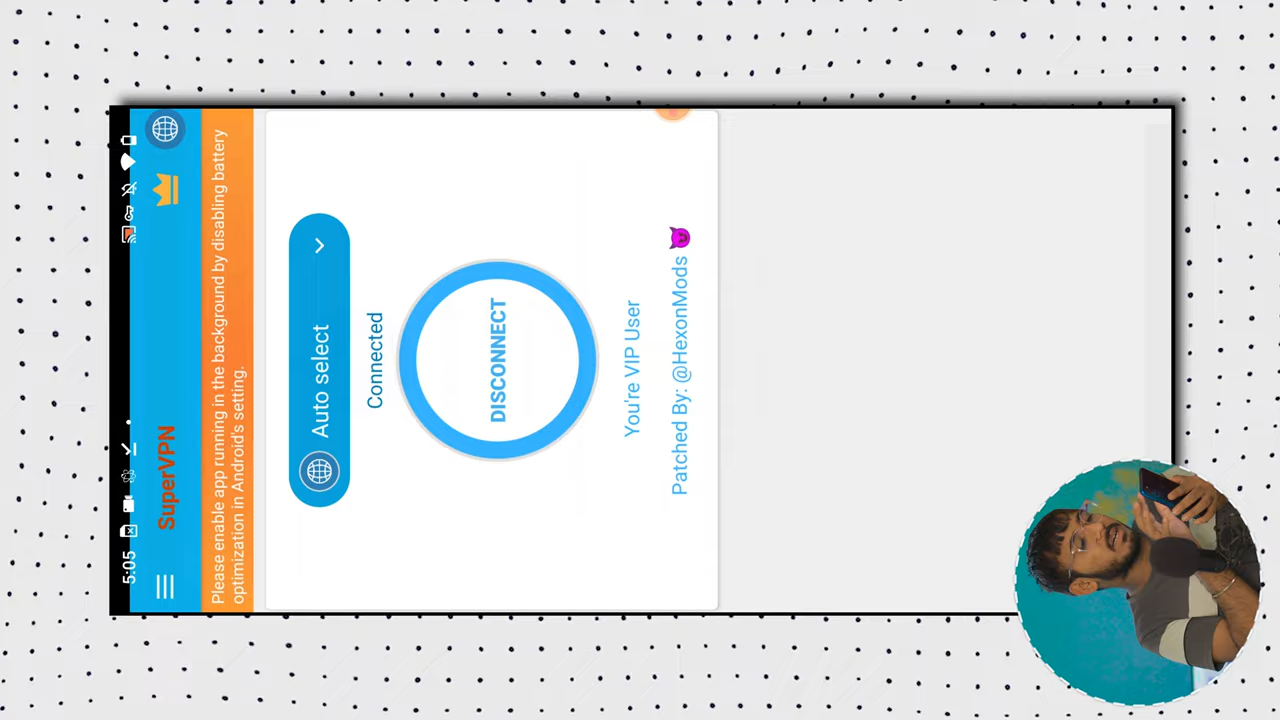 5:05
SuperVPN
Please enable app running in the background by disabling battery
optimization in Android's setting.
Auto select
Connected
DISCONNECT
You're VIP User
Patched By: @HexonMods 😈